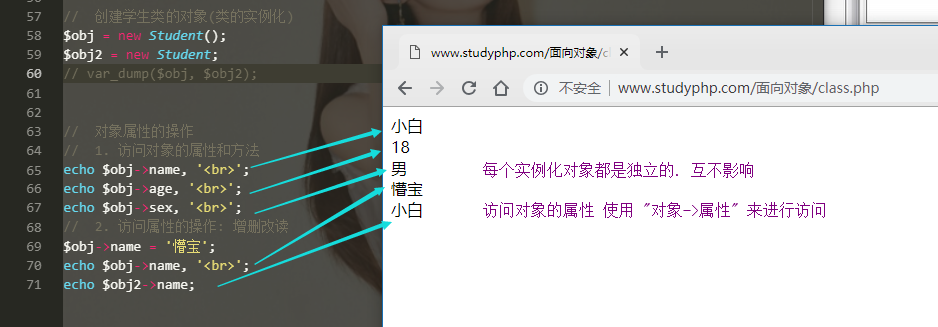 56
57 //  创建学生类的对象(类的实例化)
58 $obj = new Student();
59 $obj2 = new Student;
60 // var_dump($obj, $obj2);
61
62
63 //  对象属性的操作
64 //  1. 访问对象的属性和方法
65 echo $obj->name, '<br>';
66 echo $obj->age, '<br>';
67 echo $obj->sex, '<br>';
68 //  2. 访问属性的操作: 增删改读
69 $obj->name = '懵宝';
70 echo $obj->name, '<br>';
71 echo $obj2->name;
www.studyphp.com/面向对象/c
不安全 | www.studyphp.com/面向对象/class.php
小白
18
男
每个实例化对象都是独立的. 互不影响
懵宝
小白
访问对象的属性 使用 "对象->属性" 来进行访问